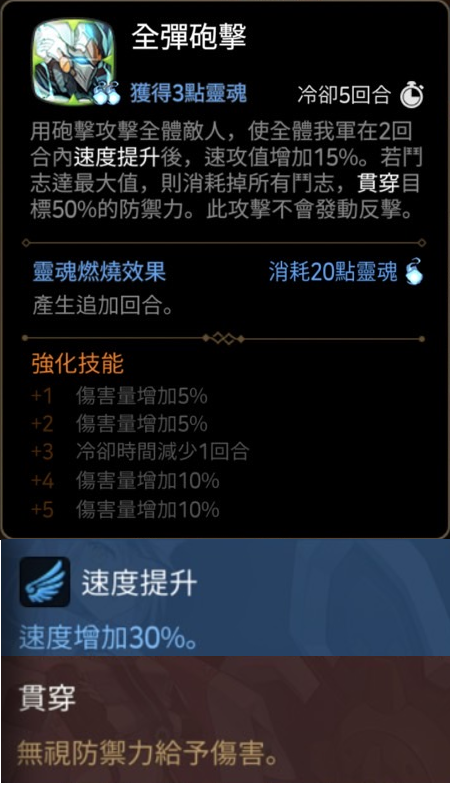 全彈砲擊
獲得3點靈魂
冷卻5回合
用砲擊攻擊全體敵人，使全體我軍在2回
合內速度提升後，速攻值增加15%。若鬥
志達最大值，則消耗掉所有鬥志，貫穿目
標50%的防禦力。此攻擊不會發動反擊。
靈魂燃燒效果
消耗20點靈魂
產生追加回合。
強化技能
+1 傷害量增加5%
+2 傷害量增加5%
+3 冷卻時間減少1回合
+4 傷害量增加10%
+5 傷害量增加10%
速度提升
速度增加30%。
貫穿
無視防禦力給予傷害。